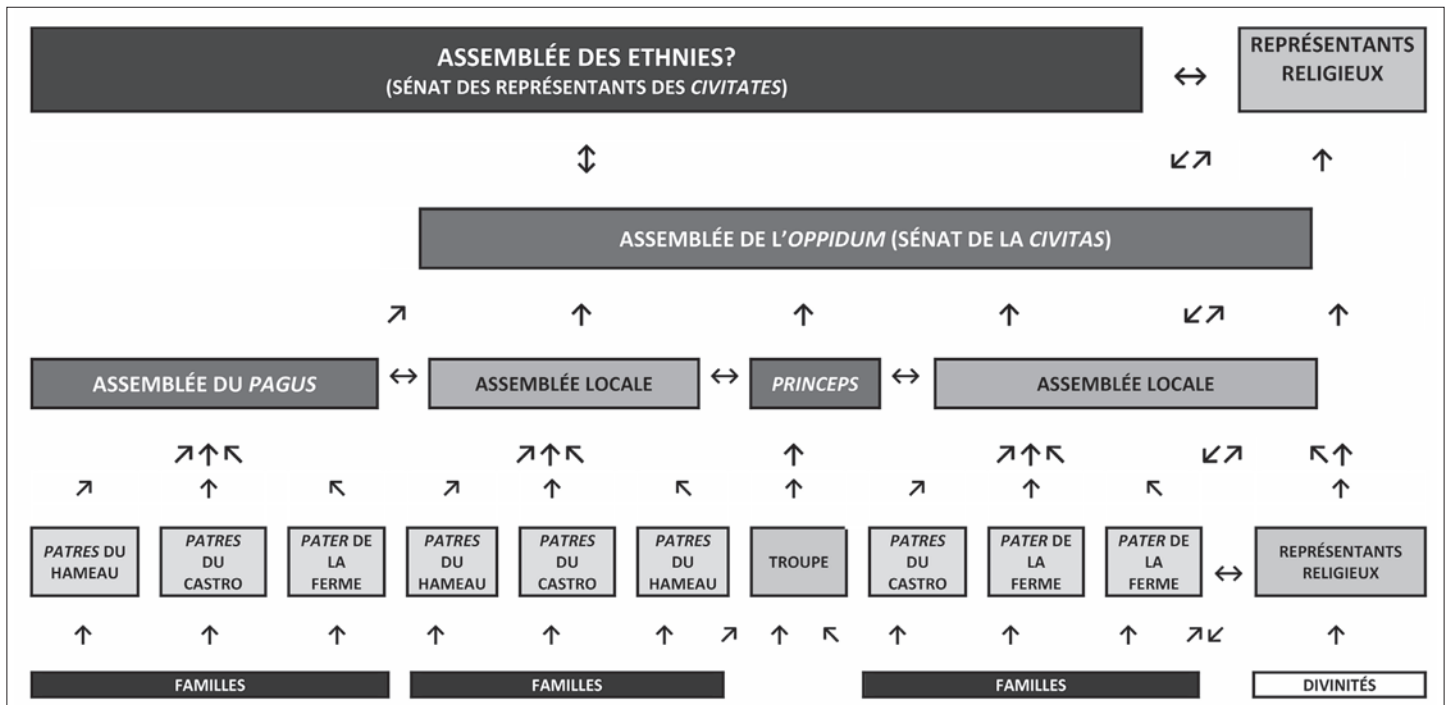 ASSEMBLÉE DES ETHNIES?
(SÉNAT DES REPRÉSENTANTS DES CIVITATES)
↔
REPRÉSENTANTS
RELIGIEUX
↕ ↙↗ ↑
ASSEMBLÉE DE L’OPPIDUM (SÉNAT DE LA CIVITAS)
↗ ↑ ↑ ↑ ↙↗ ↑
ASSEMBLÉE DU PAGUS ↔ ASSEMBLÉE LOCALE ↔ PRINCEPS ↔ ASSEMBLÉE LOCALE
↗↑↖ ↗↑↖ ↑ ↗↑↖ ↙↗ ↖↑
↗ ↑ ↖ ↗ ↑ ↖ ↑ ↗ ↑ ↖ ↑
PATRES DU
HAMEAU
PATRES
DU
CASTRO
PATER DE
LA
FERME
PATRES
DU
HAMEAU
PATRES
DU
CASTRO
PATRES
DU
HAMEAU
TROUPE
PATRES
DU
CASTRO
PATER DE
LA
FERME
PATER DE
LA
FERME
↔
REPRÉSENTANTS
RELIGIEUX
↑ ↑ ↑ ↑ ↑ ↑ ↗ ↑ ↖ ↑ ↑ ↑ ↗↙ ↑
FAMILLES
FAMILLES
FAMILLES
DIVINITÉS